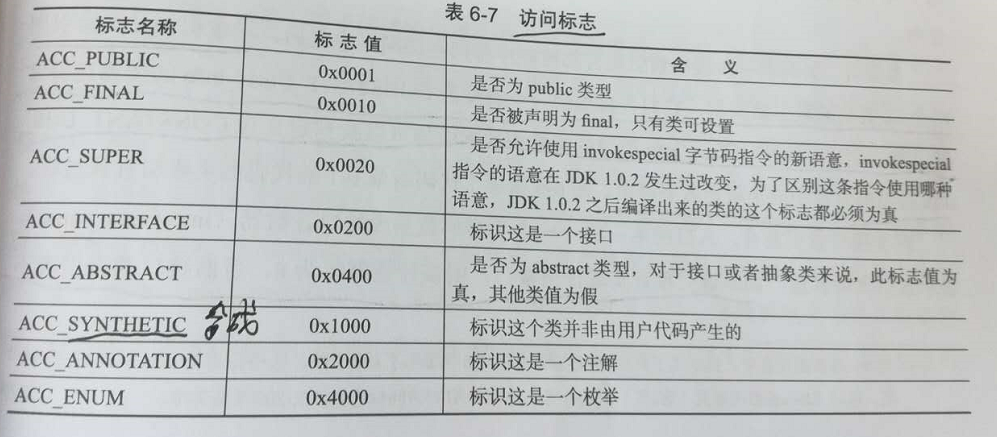 表 6-7 访问标志
标志名称 标 志 值 含 义
ACC_PUBLIC 0x0001 是否为 public 类型
ACC_FINAL 0x0010 是否被声明为 final，只有类可设置
ACC_SUPER 0x0020 是否允许使用 invokespecial 字节码指令的新语意，invokespecial
指令的语意在 JDK 1.0.2 发生过改变，为了区别这条指令使用哪种
语意，JDK 1.0.2 之后编译出来的类的这个标志都必须为真
ACC_INTERFACE 0x0200 标识这是一个接口
ACC_ABSTRACT 0x0400 是否为 abstract 类型，对于接口或者抽象类来说，此标志值为
真，其他类值为假
ACC_SYNTHETIC 合成 0x1000 标识这个类并非由用户代码产生的
ACC_ANNOTATION 0x2000 标识这是一个注解
ACC_ENUM 0x4000 标识这是一个枚举